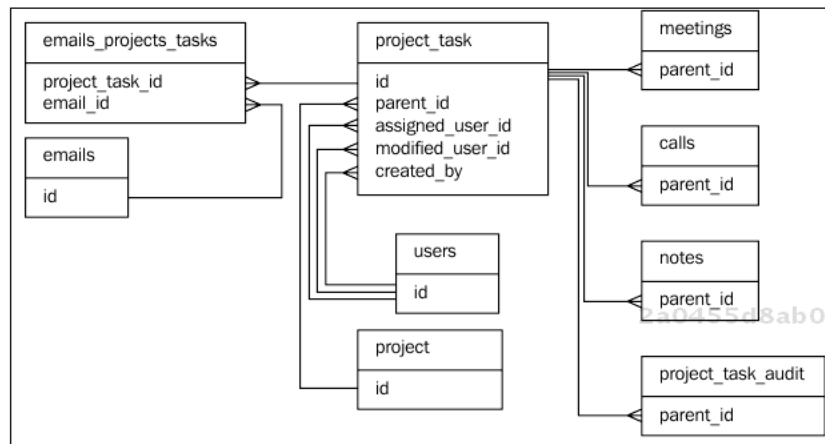 emails_projects_tasks
project_task_id
email_id
emails
id
project_task
id
parent_id
assigned_user_id
modified_user_id
created_by
users
id
project
id
meetings
parent_id
calls
parent_id
notes
parent_id
2a0455d8ab0
project_task_audit
parent_id